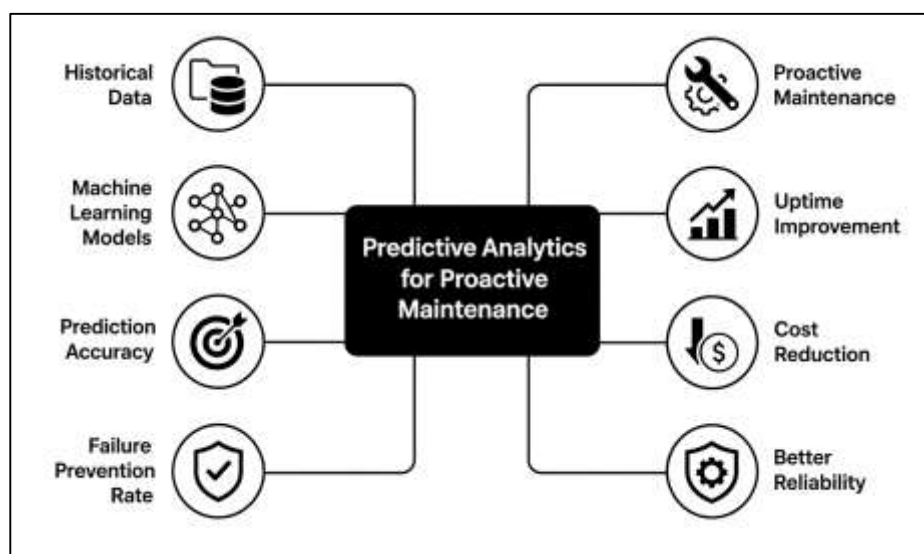 Historical
Data
Machine
Learning
Models
Prediction
Accuracy
Failure
Prevention
Rate
Predictive Analytics
for Proactive
Maintenance
Proactive
Maintenance
Uptime
Improvement
$
Cost
Reduction
Better
Reliability